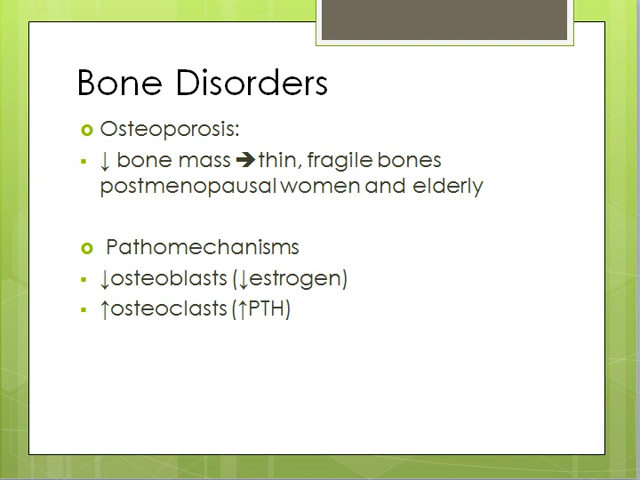 Bone Disorders
Osteoporosis:
↓ bone mass ➔ thin, fragile bones
postmenopausal women and elderly
Pathomechanisms
↓osteoblasts (↓estrogen)
↑osteoclasts (↑PTH)